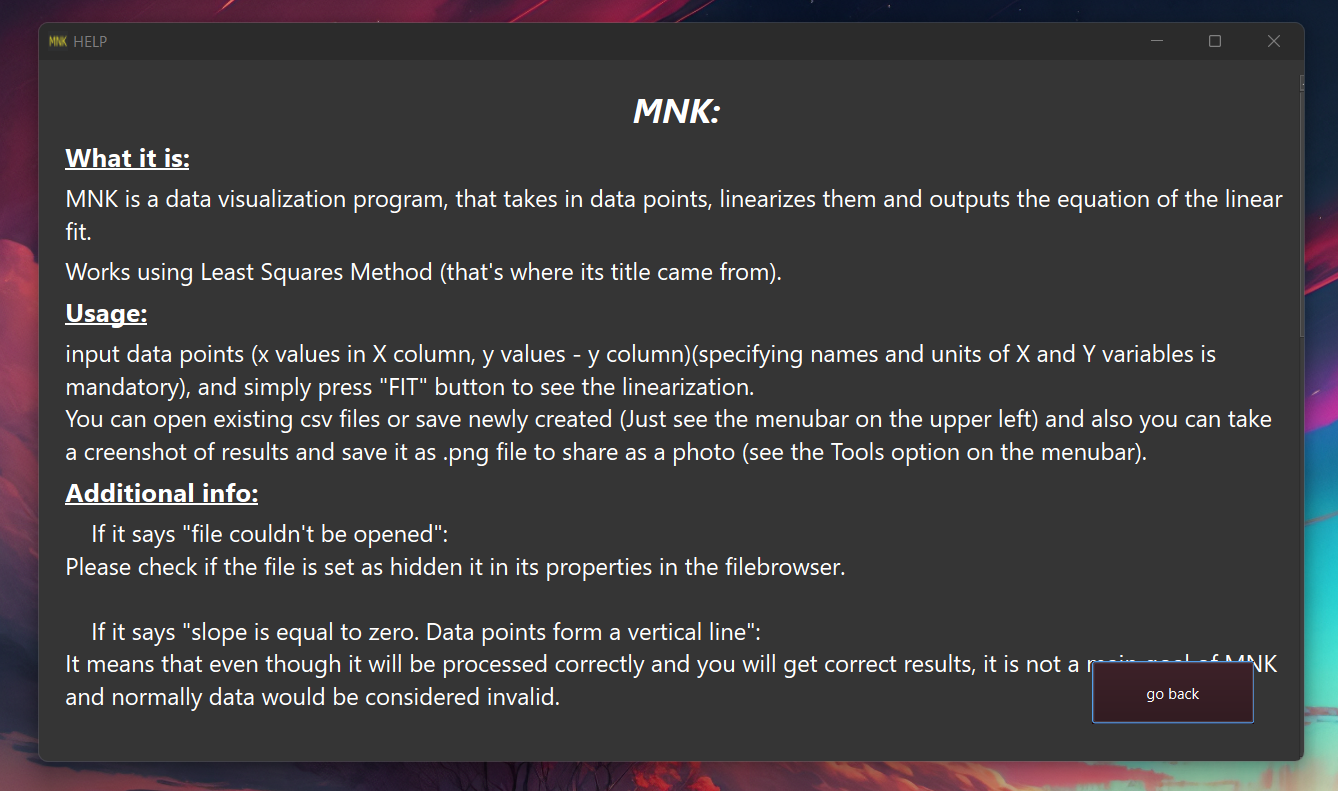 MNK HELP
MNK:
What it is:
MNK is a data visualization program, that takes in data points, linearizes them and outputs the equation of the linear
fit.
Works using Least Squares Method (that's where its title came from).
Usage:
input data points (x values in X column, y values - y column)(specifying names and units of X and Y variables is
mandatory), and simply press "FIT" button to see the linearization.
You can open existing csv files or save newly created (Just see the menubar on the upper left) and also you can take
a creenshot of results and save it as .png file to share as a photo (see the Tools option on the menubar).
Additional info:
If it says "file couldn't be opened":
Please check if the file is set as hidden it in its properties in the filebrowser.
If it says "slope is equal to zero. Data points form a vertical line":
It means that even though it will be processed correctly and you will get correct results, it is not a main goal of MNK
and normally data would be considered invalid.
go back